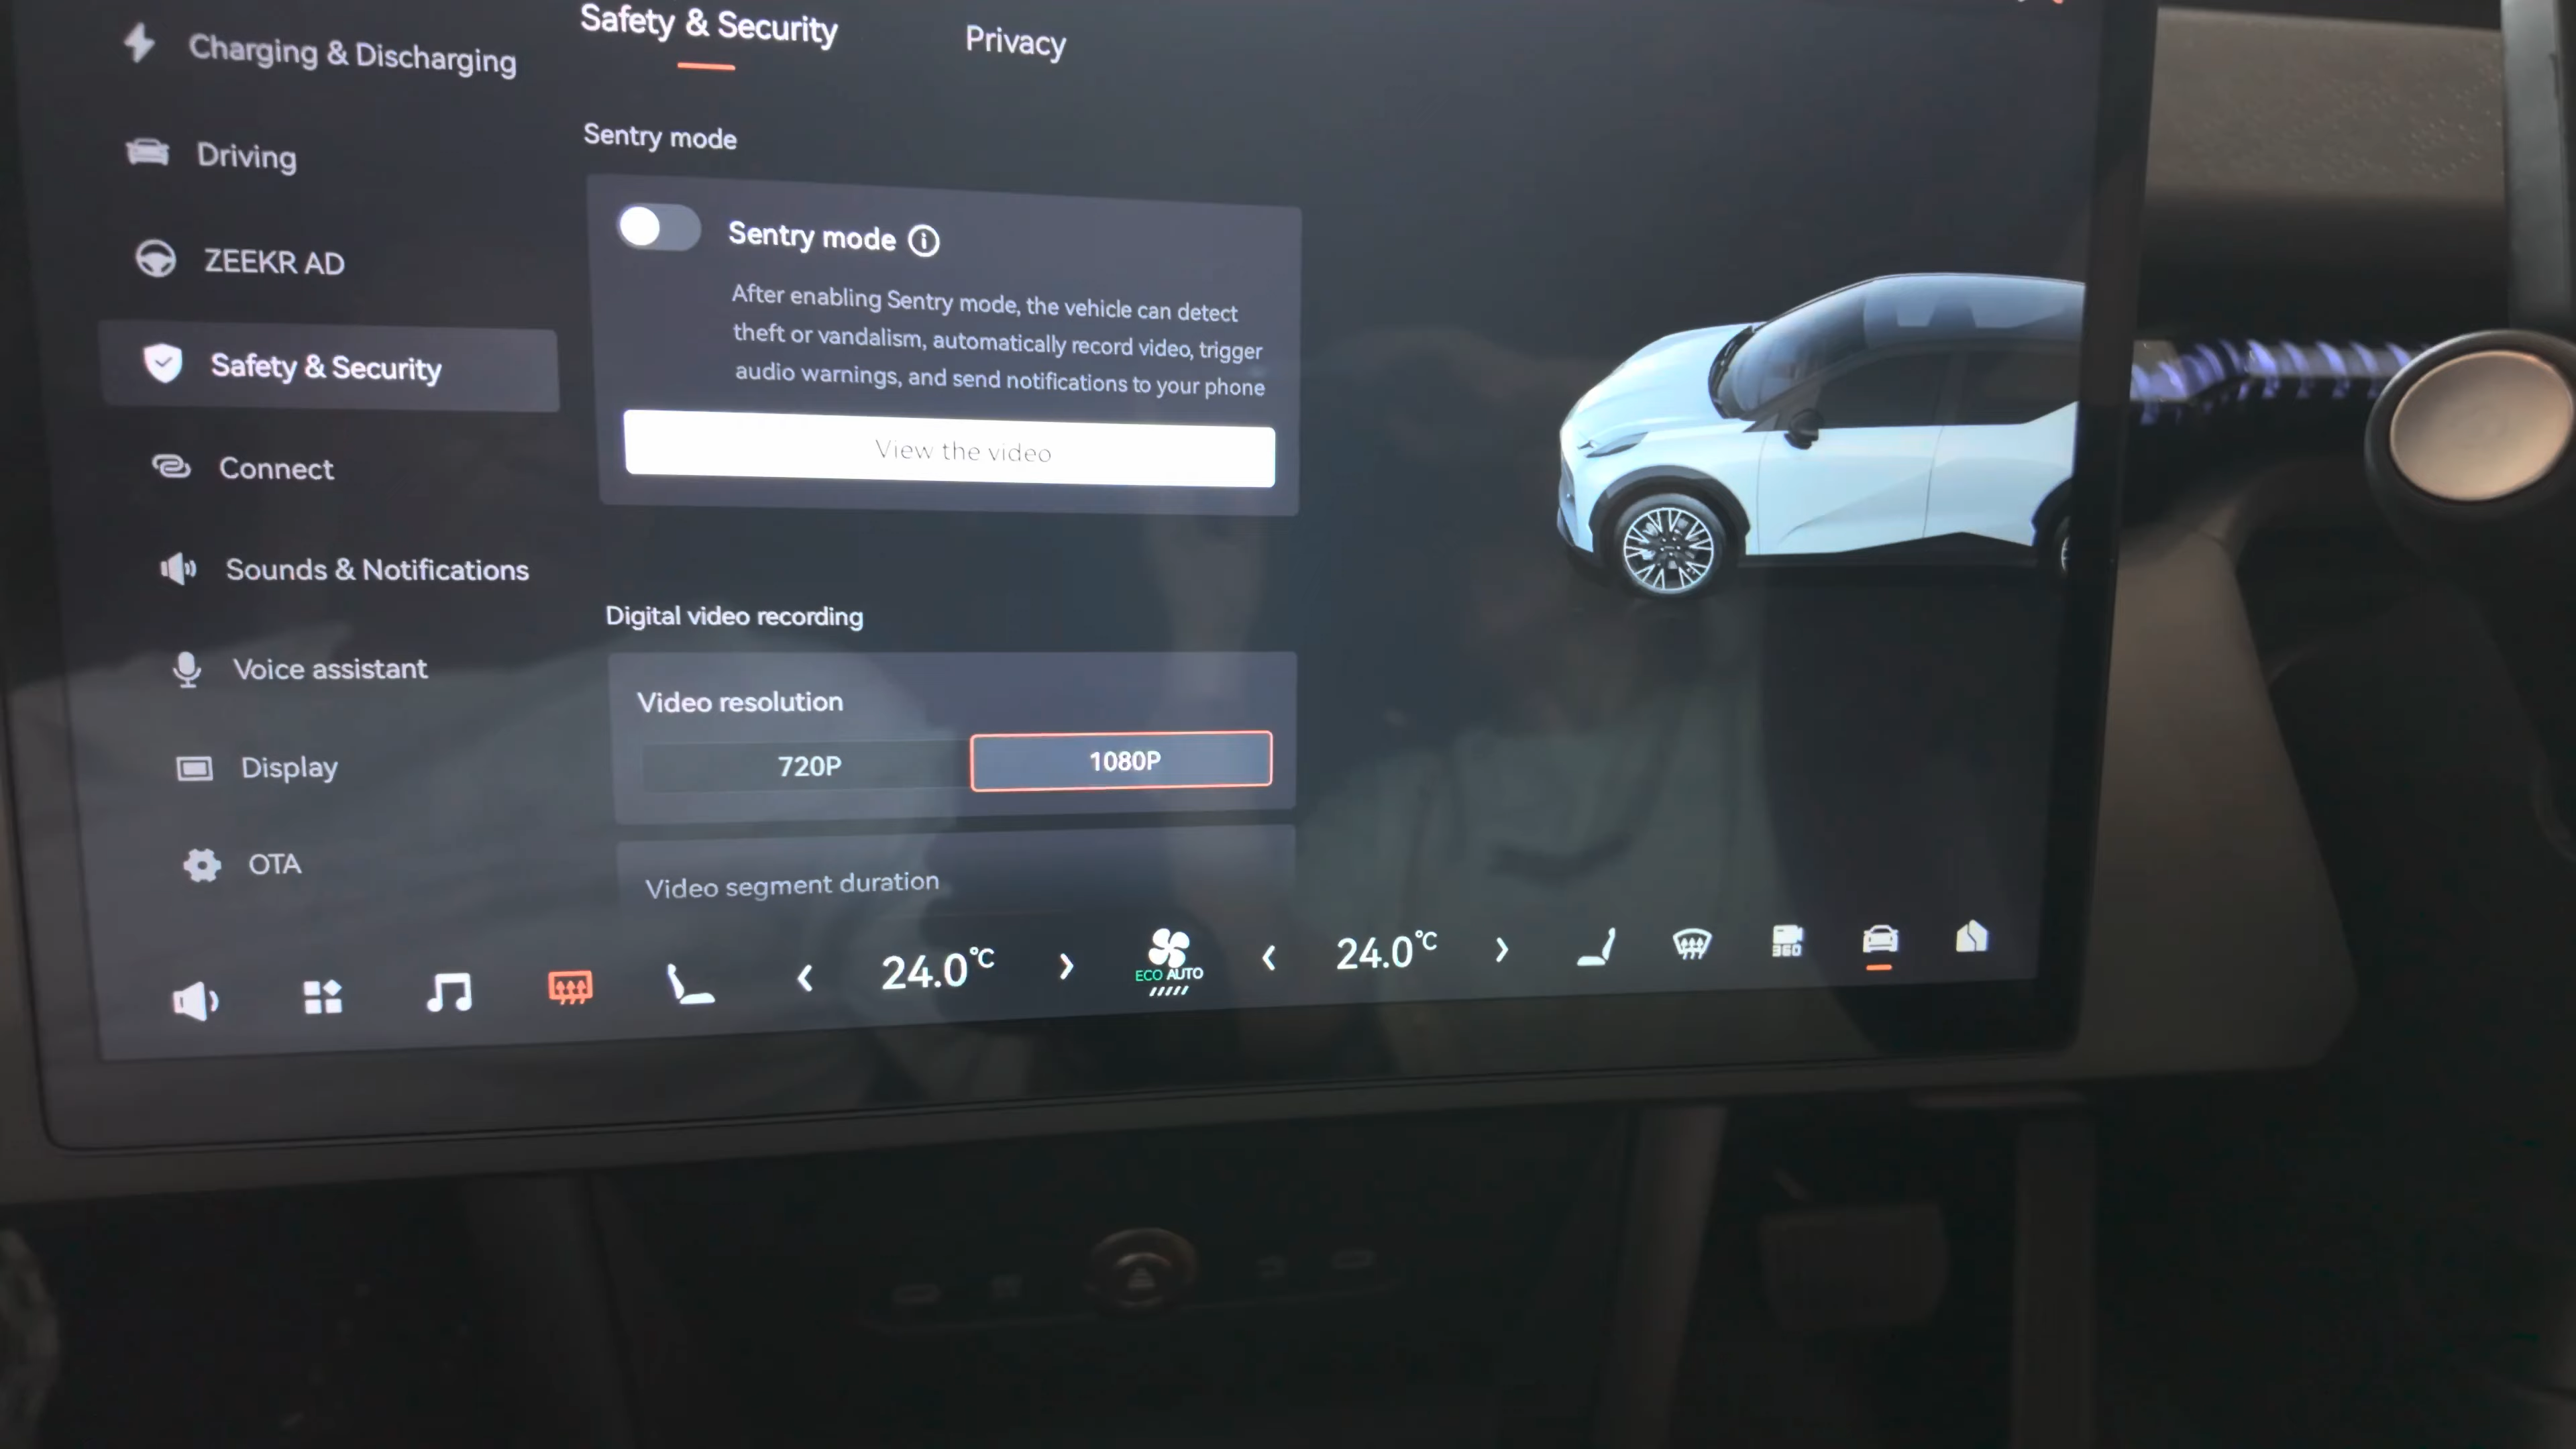 Charging & Discharging
Driving
ZEEKR AD
Safety & Security
Connect
Sounds & Notifications
Voice assistant
Display
OTA
Safety & Security
Privacy
Sentry mode
Sentry mode
After enabling Sentry mode, the vehicle can detect
theft or vandalism, automatically record video, trigger
audio warnings, and send notifications to your phone
View the video
Digital video recording
Video resolution
720P
1080P
Video segment duration
24.0°C
ECO AUTO
24.0°C
360